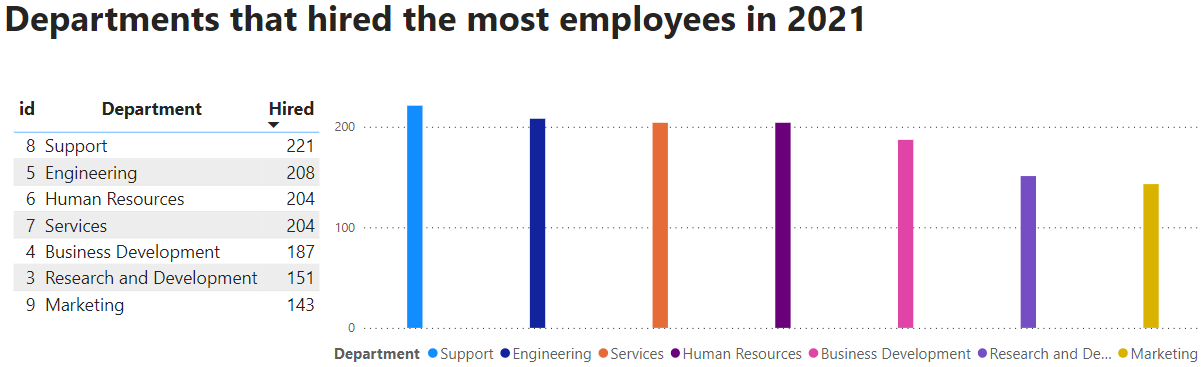 Departments that hired the most employees in 2021
id Department Hired
8 Support 221
5 Engineering 208
6 Human Resources 204
7 Services 204
4 Business Development 187
3 Research and Development 151
9 Marketing 143
200
100
0
Department Support Engineering Services Human Resources Business Development Research and De... Marketing